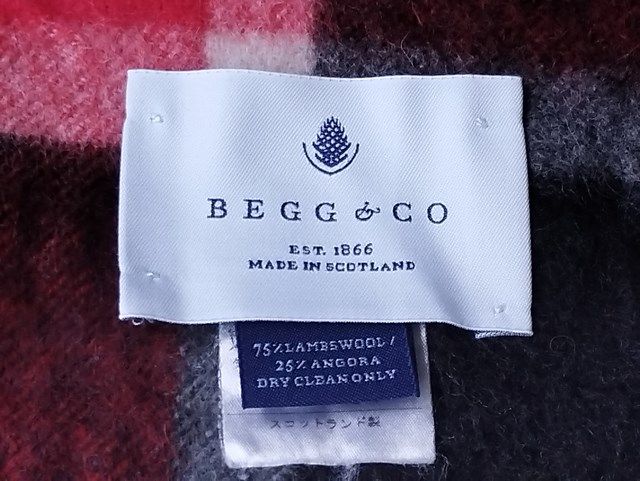 BEGG & CO
EST. 1866
MADE IN SCOTLAND
75% LAMBSWOOL /
25% ANGORA
DRY CLEAN ONLY
スコットランド製